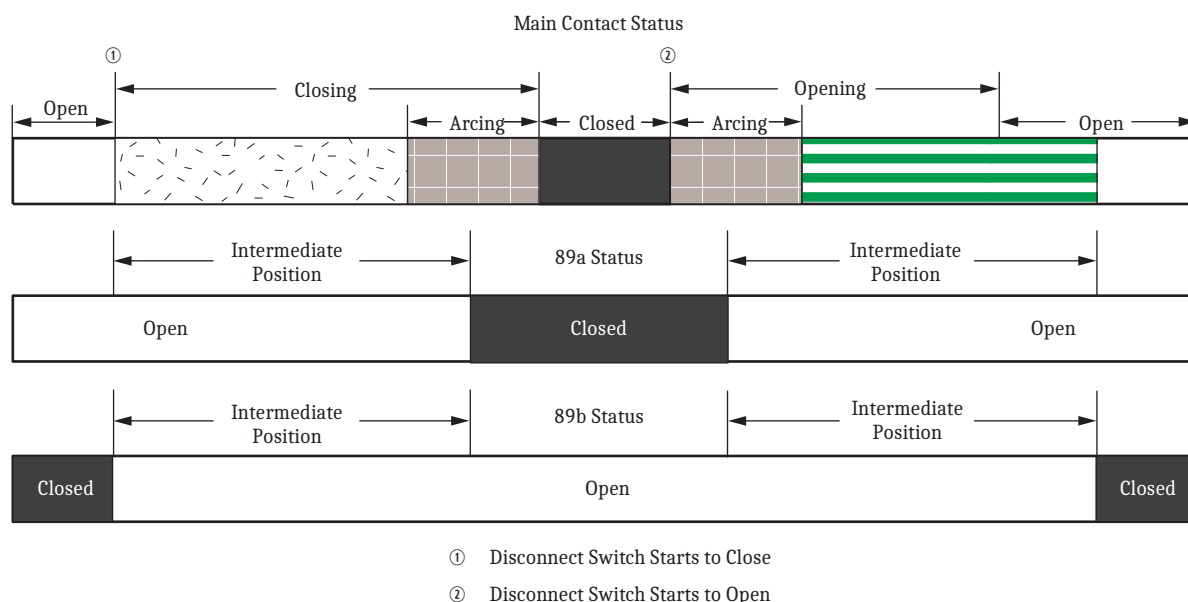 Main Contact Status
① ②
Closing Opening
Open Arcing Closed Arcing Open
Intermediate
Position
89a Status
Intermediate
Position
Open Closed Open
Intermediate
Position
89b Status
Intermediate
Position
Closed Open Closed
① Disconnect Switch Starts to Close
② Disconnect Switch Starts to Open